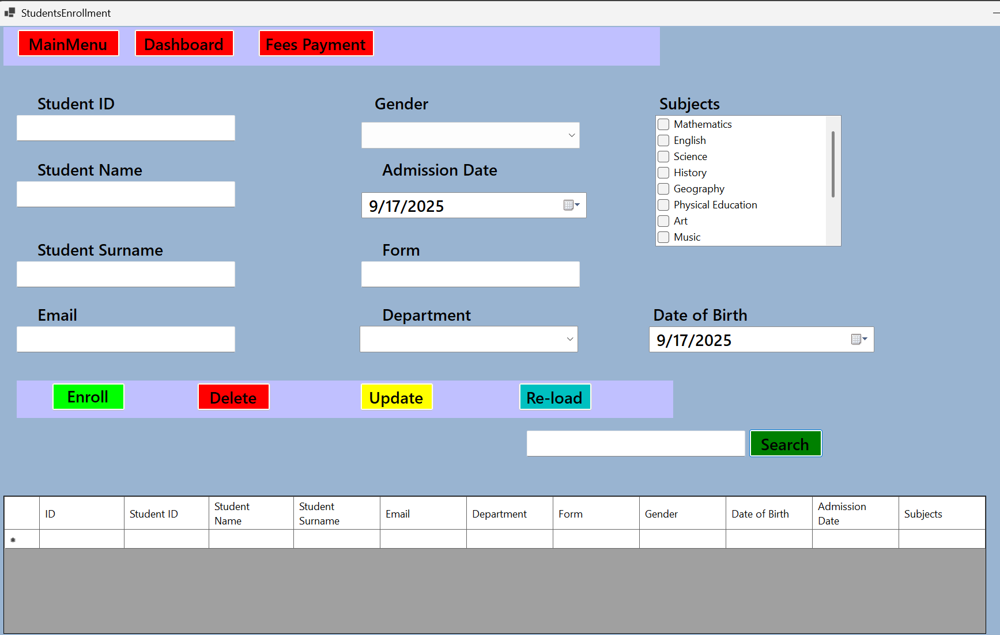 StudentsEnrollment
MainMenu Dashboard Fees Payment
Student ID Gender Subjects
Mathematics
English
Science
History
Geography
Physical Education
Art
Music
Student Name Admission Date
9/17/2025
Student Surname Form
Email Department Date of Birth
9/17/2025
Enroll Delete Update Re-load
Search
ID Student ID Student Name Student Surname Email Department Form Gender Date of Birth Admission Date Subjects